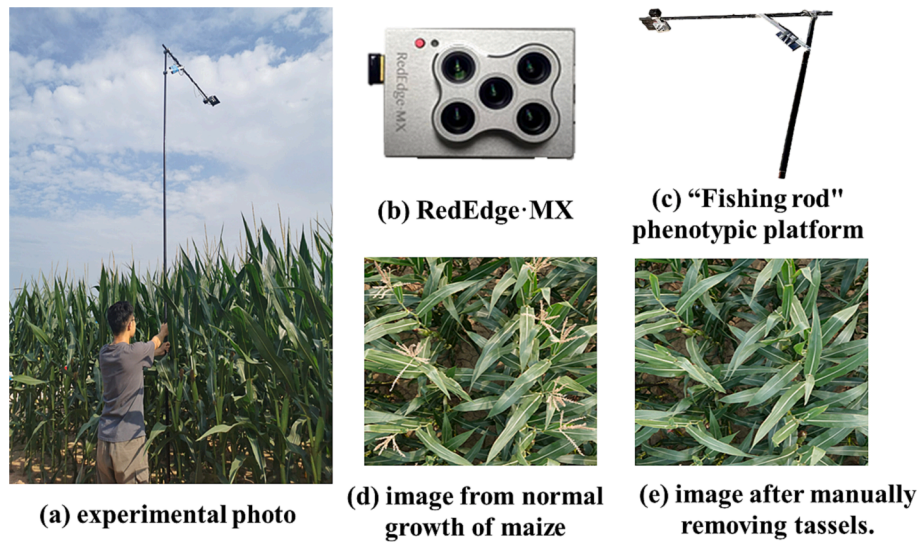 RedEdge-MX
(a) experimental photo
(b) RedEdge·MX
(c) “Fishing rod"
phenotypic platform
(d) image from normal
growth of maize
(e) image after manually
removing tassels.